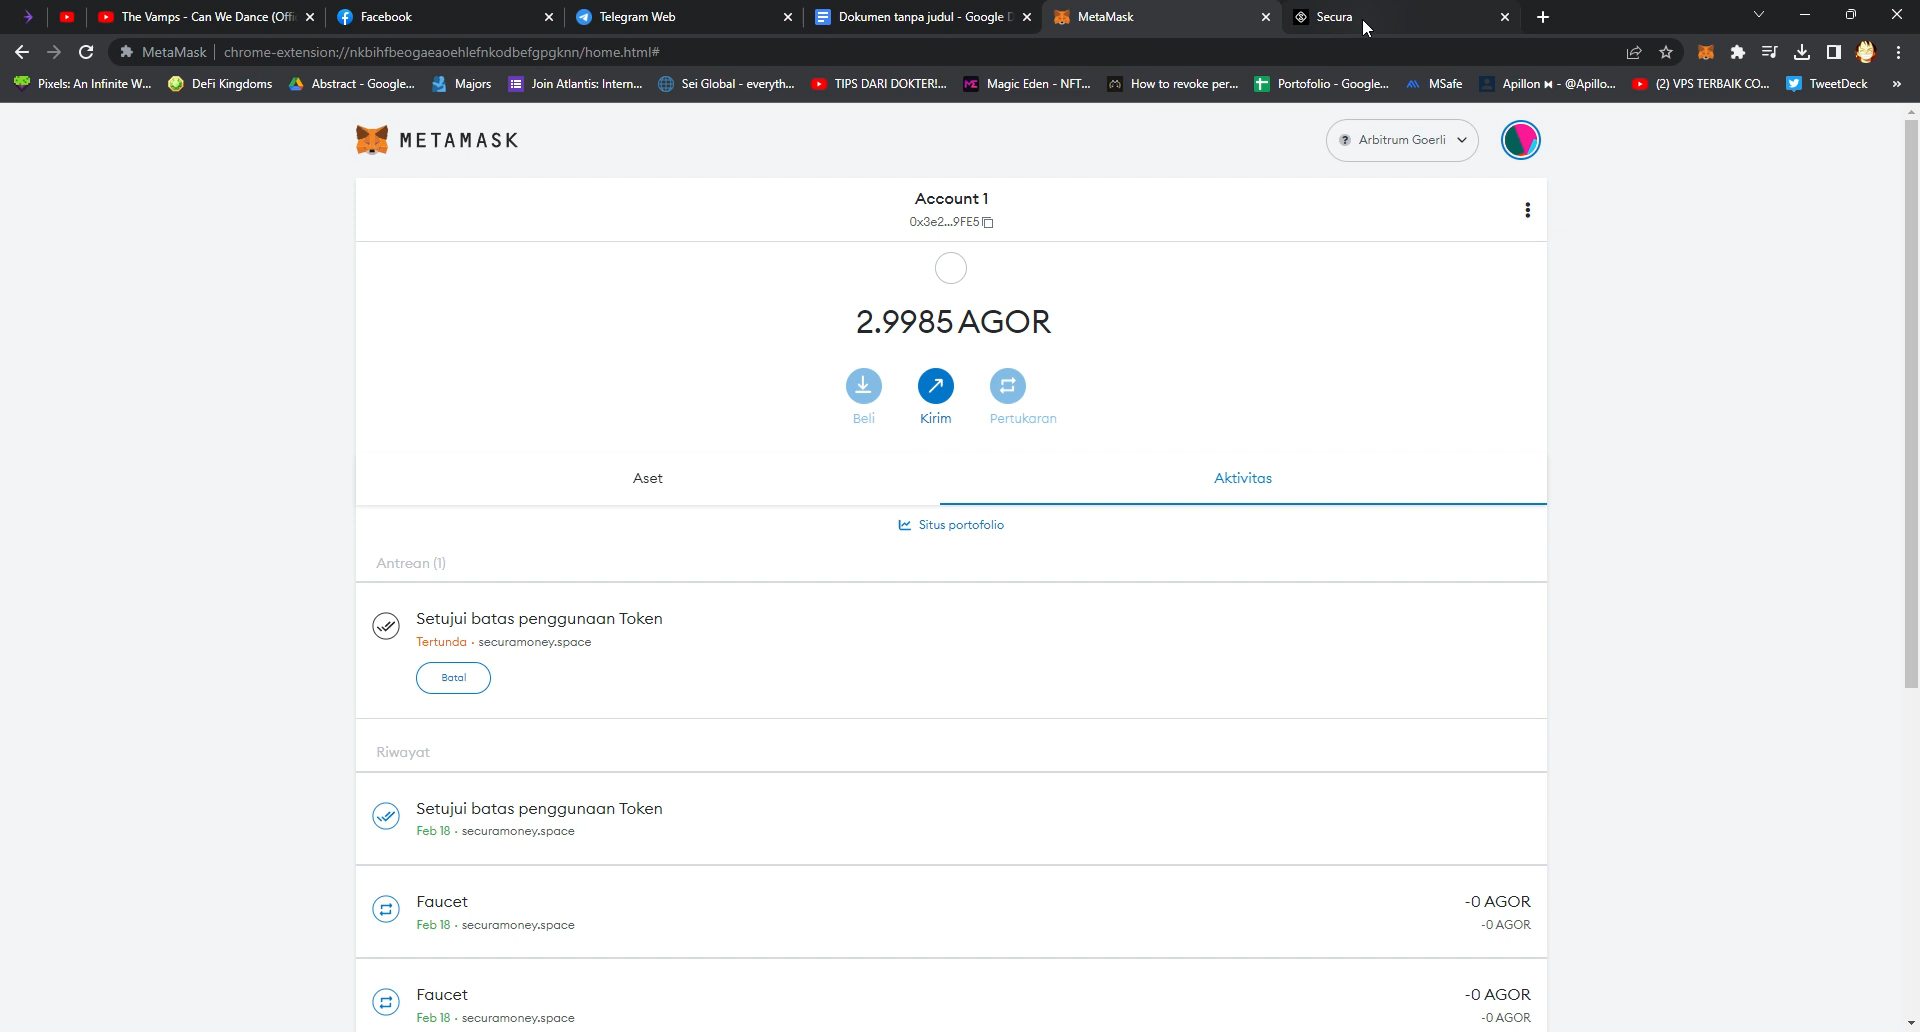 The Vamps - Can We Dance (Offi
Facebook
Telegram Web
Dokumen tanpa judul - Google D
MetaMask
Secura
MetaMask
chrome-extension://nkbihfbeogaeaoehlefnkodbefgpgknn/home.html#
Pixels: An Infinite W...
DeFi Kingdoms
Abstract - Google...
Majors
Join Atlantis: Intern...
Sei Global - everyth...
TIPS DARI DOKTER!...
Magic Eden - NFT...
How to revoke per...
Portofolio - Google...
MSafe
Apillon ⋈ - @Apillo...
(2) VPS TERBAIK CO...
TweetDeck
»
METAMASK
? Arbitrum Goerli
Account 1
0x3e2...9FE5
2.9985 AGOR
Beli
Kirim
Pertukaran
Aset
Aktivitas
Situs portofolio
Antrean (1)
Setujui batas penggunaan Token
Tertunda · securamoney.space
Batal
Riwayat
Setujui batas penggunaan Token
Feb 18 · securamoney.space
Faucet
-0 AGOR
Feb 18 · securamoney.space
-0 AGOR
Faucet
-0 AGOR
Feb 18 · securamoney.space
-0 AGOR